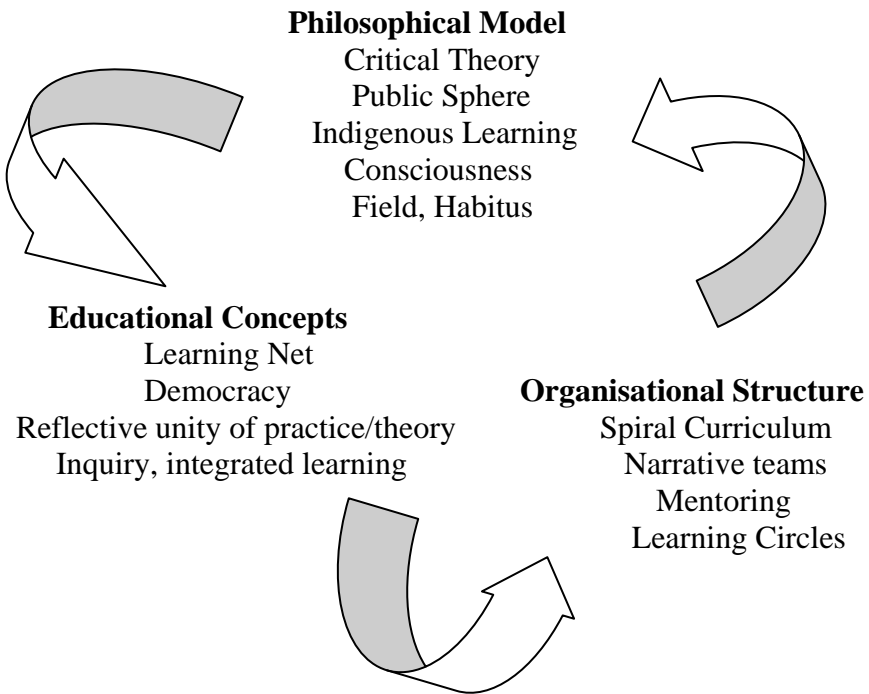 Philosophical Model
Critical Theory
Public Sphere
Indigenous Learning
Consciousness
Field, Habitus
Educational Concepts
Learning Net
Democracy
Reflective unity of practice/theory
Inquiry, integrated learning
Organisational Structure
Spiral Curriculum
Narrative teams
Mentoring
Learning Circles